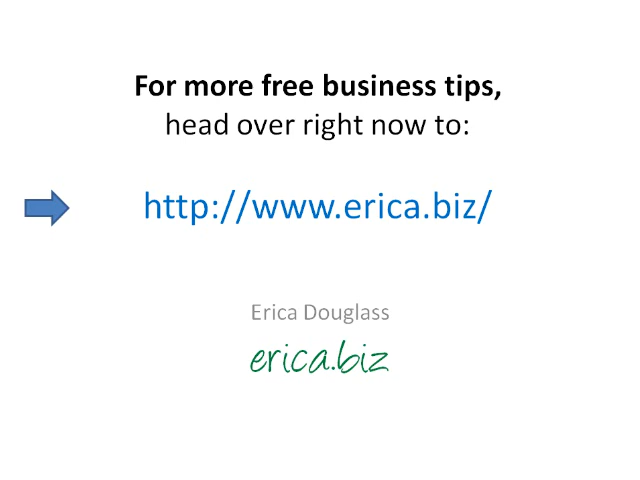 For more free business tips,
head over right now to:
http://www.erica.biz/
Erica Douglass
erica.biz